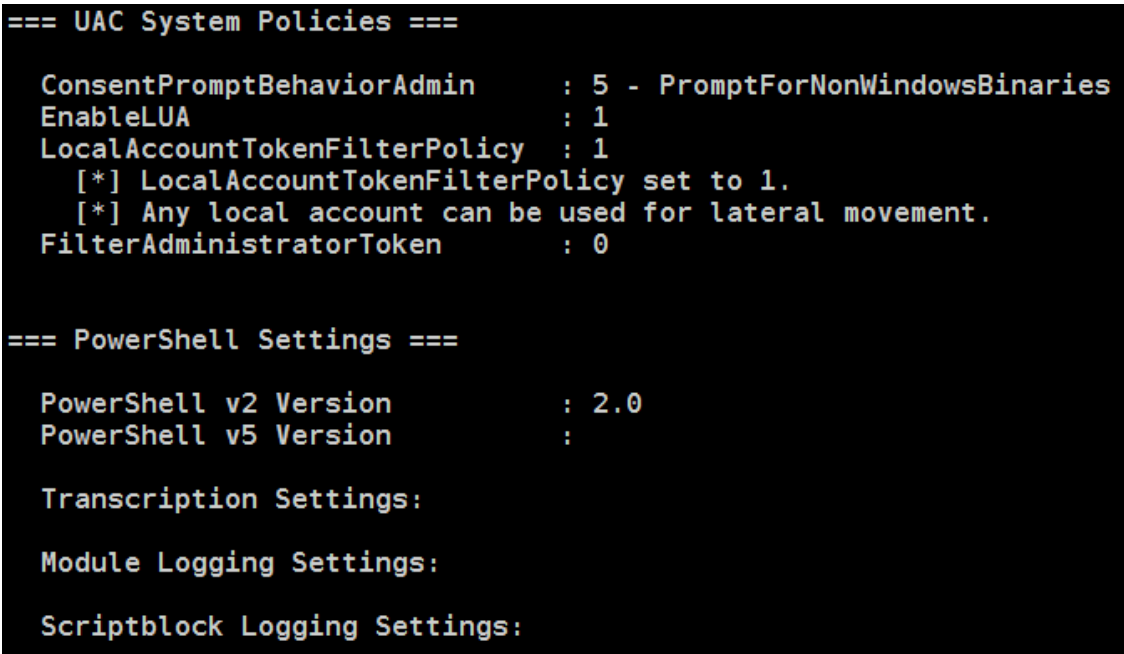 === UAC System Policies ===
ConsentPromptBehaviorAdmin : 5 - PromptForNonWindowsBinaries
EnableLUA : 1
LocalAccountTokenFilterPolicy : 1
[*] LocalAccountTokenFilterPolicy set to 1.
[*] Any local account can be used for lateral movement.
FilterAdministratorToken : 0
=== PowerShell Settings ===
PowerShell v2 Version : 2.0
PowerShell v5 Version :
Transcription Settings:
Module Logging Settings:
Scriptblock Logging Settings: